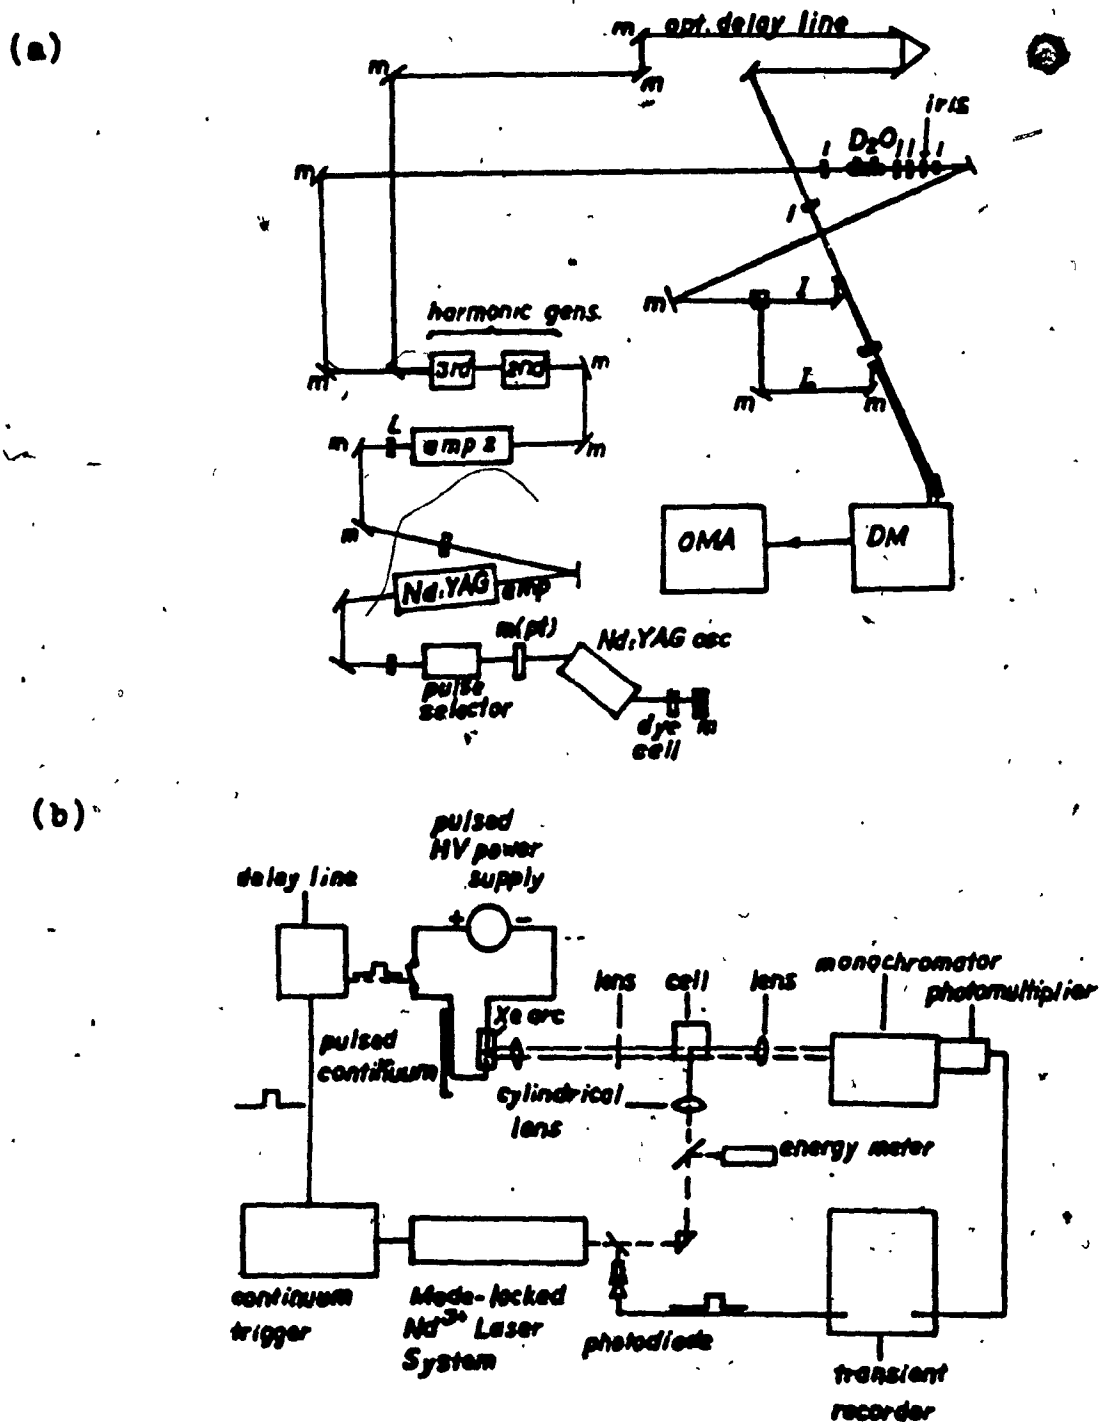 (a)
m opt. delay line
m
m
iris
l D2O l l l
m
l
m I
harmonic gens.
3rd 2nd m
m
m L amp 2 m
I
m m
m
OMA DM
Nd:YAG amp
m(pt)
Nd:YAG osc
pulse
selector
dye
cell
m
(b)
pulsed
HV power
supply
delay line
+ -
lens cell lens
monochromator
photomultiplier
Xe arc
pulsed
continuum
cylindrical
lens
energy meter
continuum
trigger
Mode-locked
Nd3+ Laser
System
photodiode
transient
recorder